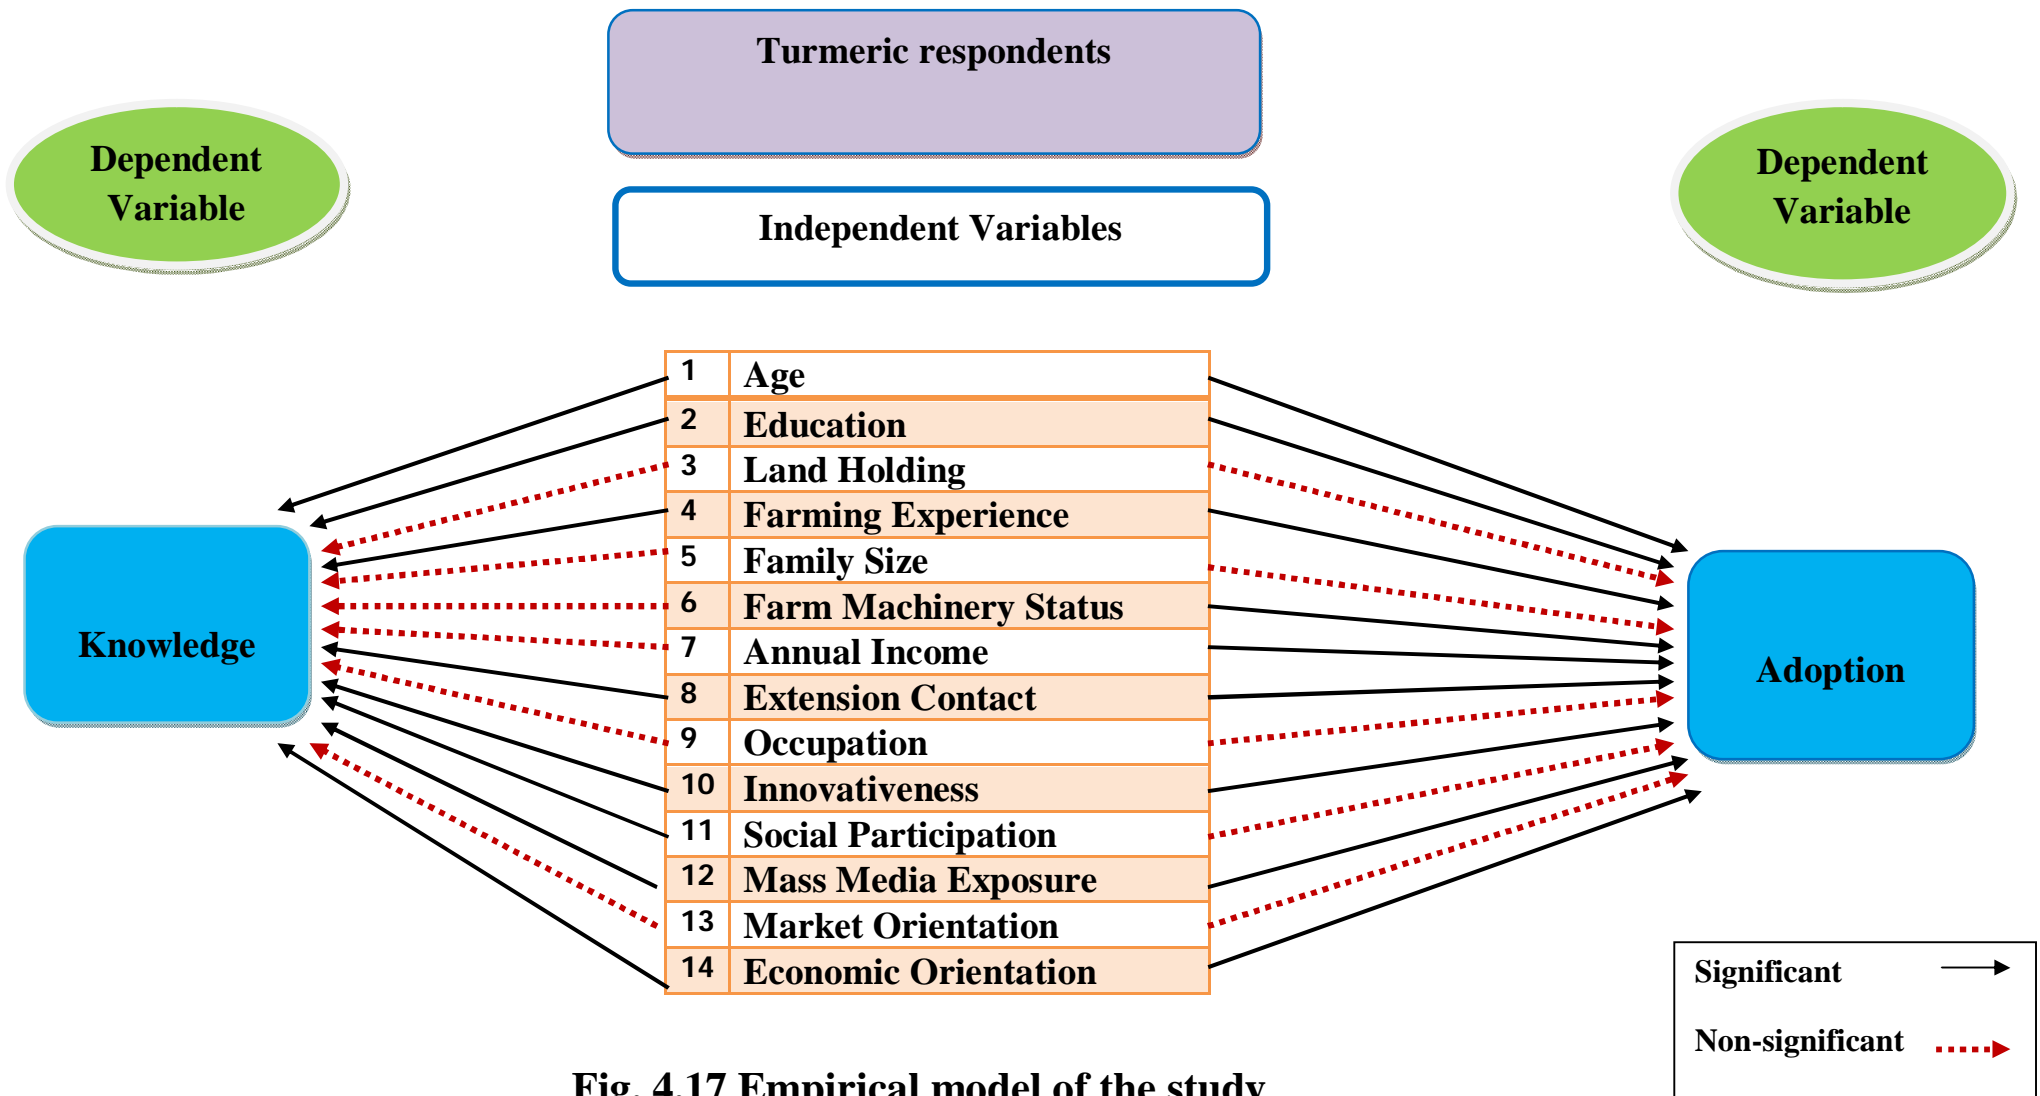 Turmeric respondents
Dependent
Variable
Independent Variables
Dependent
Variable
1 Age
2 Education
3 Land Holding
4 Farming Experience
5 Family Size
6 Farm Machinery Status
7 Annual Income
8 Extension Contact
9 Occupation
10 Innovativeness
11 Social Participation
12 Mass Media Exposure
13 Market Orientation
14 Economic Orientation
Knowledge
Adoption
Significant
Non-significant
Fig. 4.17 Empirical model of the study